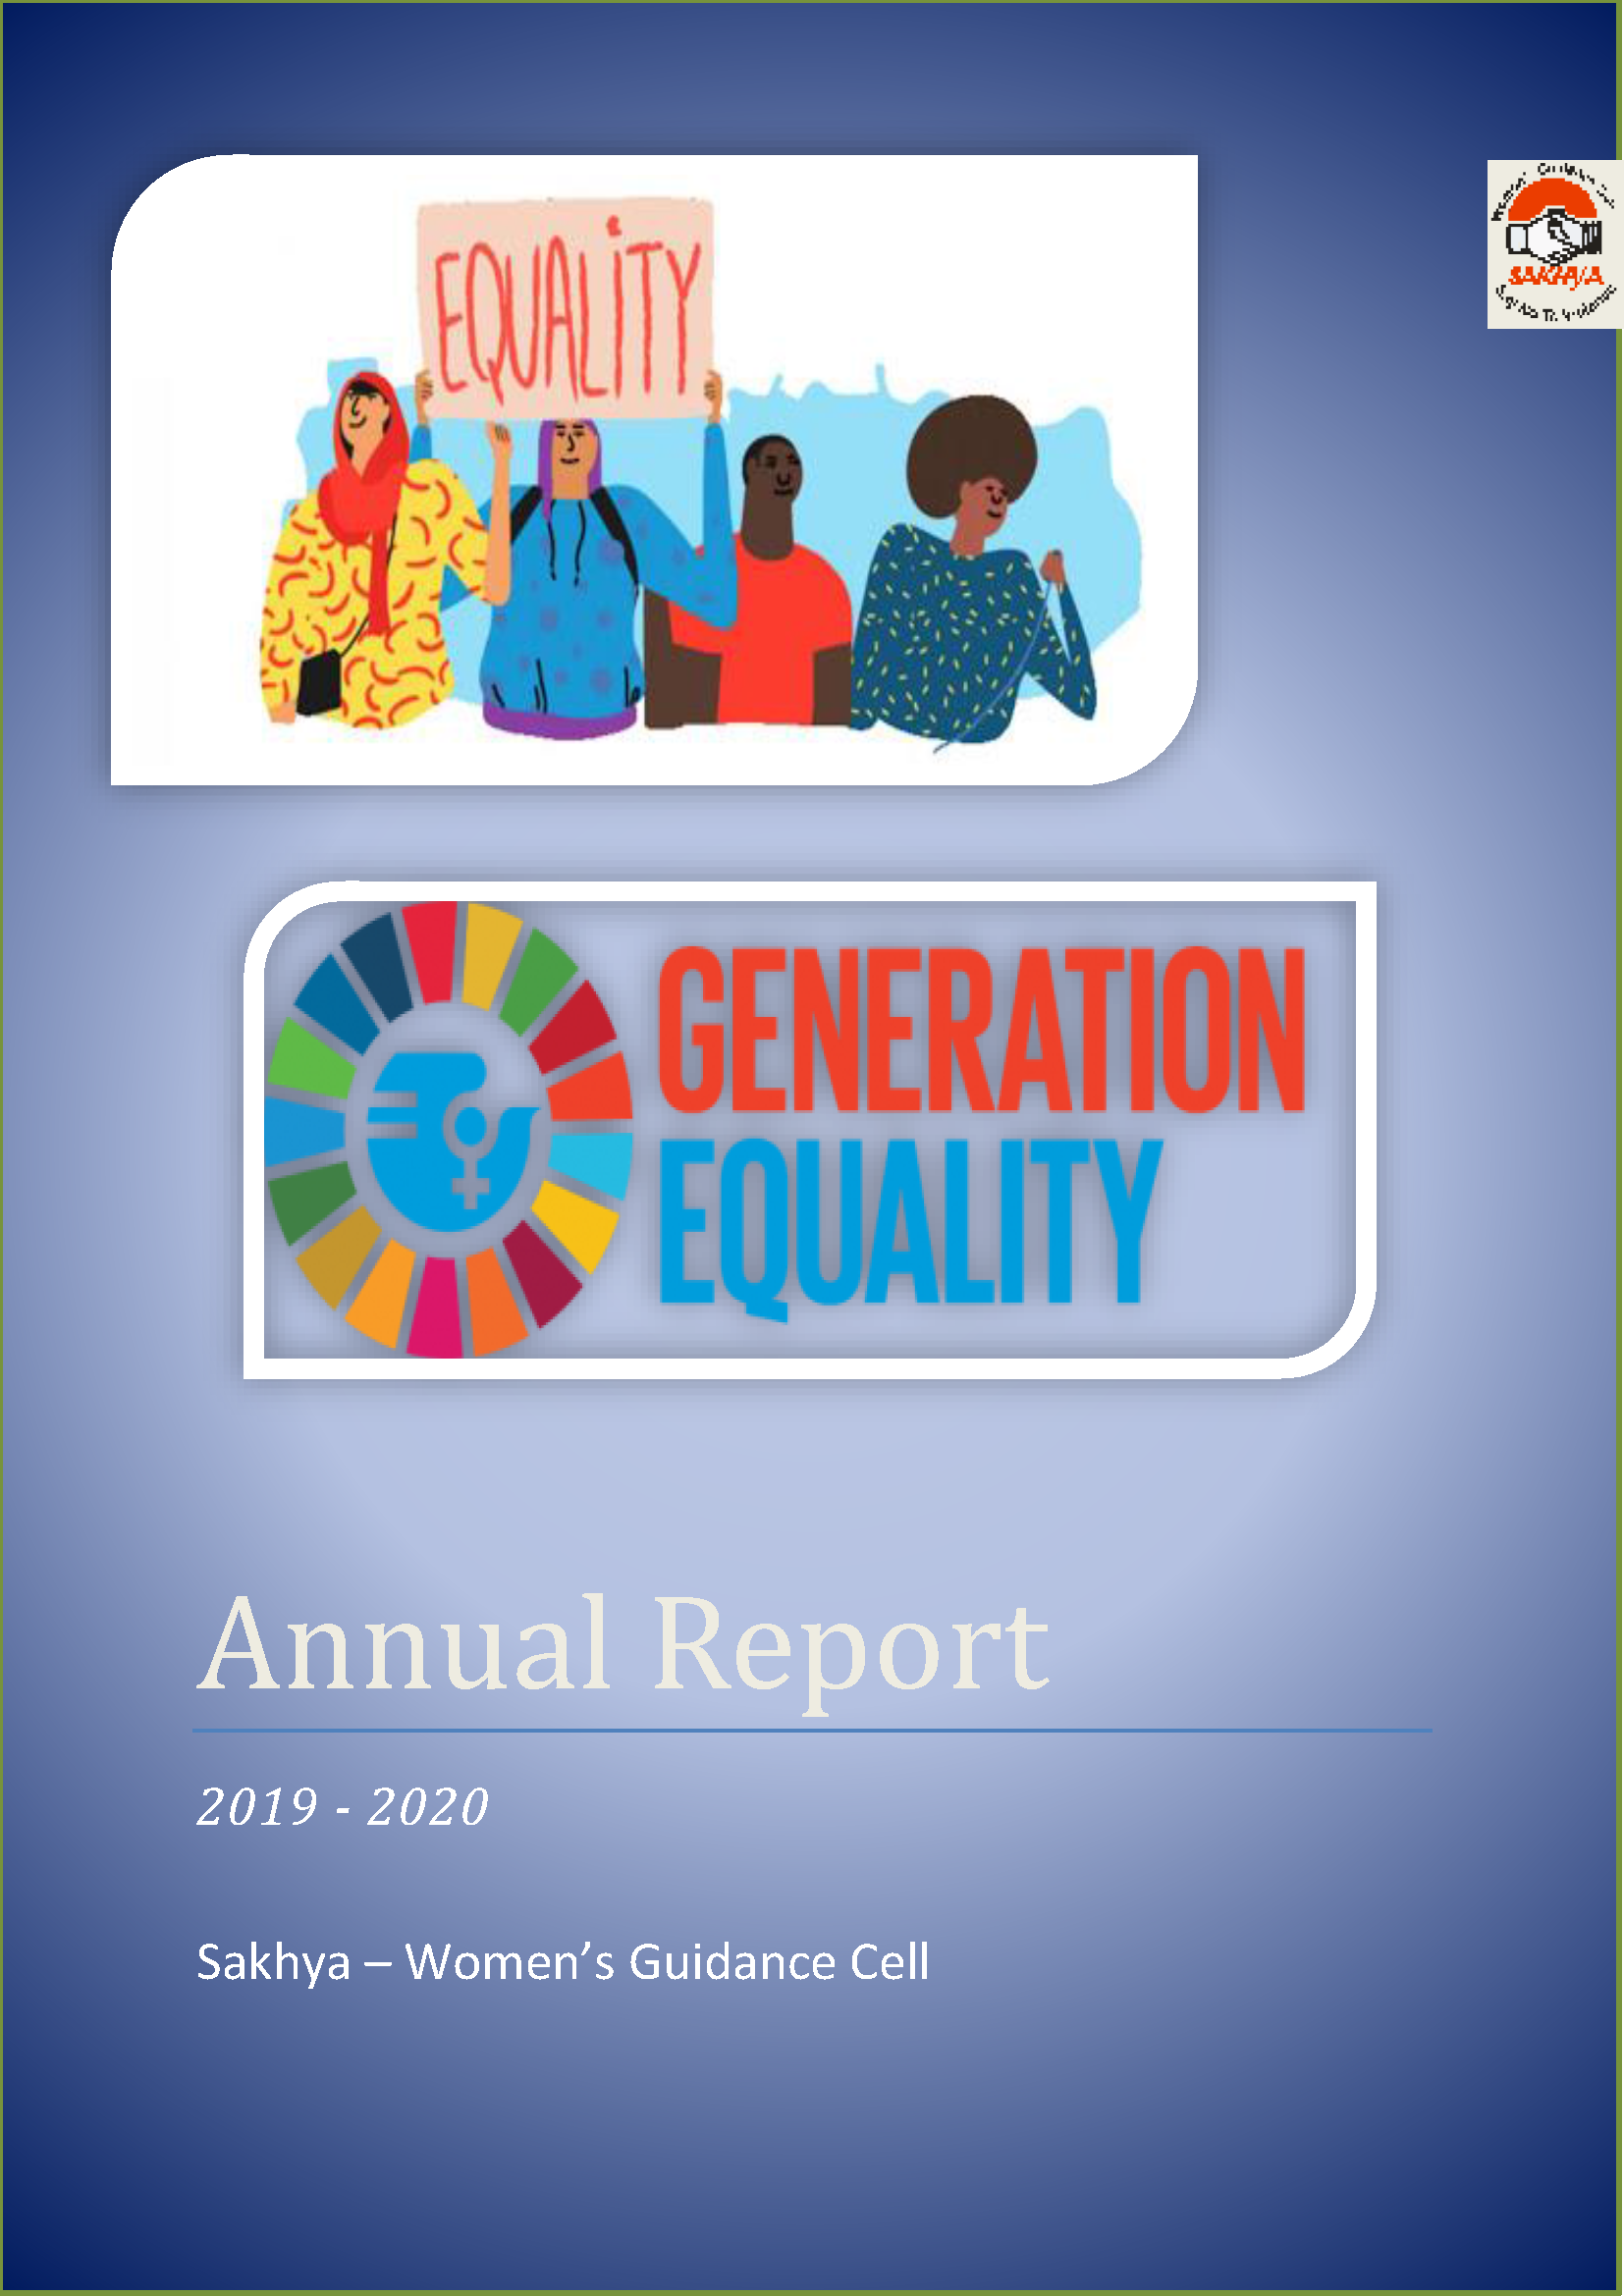 EQUALITY
SAKHYA
GENERATION
EQUALITY
Annual Report
2019 - 2020
Sakhya – Women's Guidance Cell